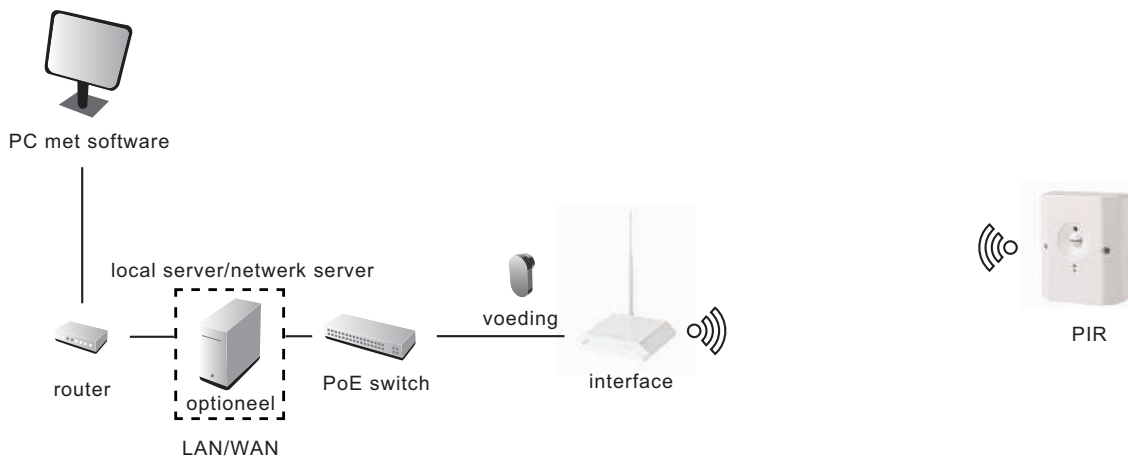 PC met software
local server/netwerk server
voeding
PIR
router
optioneel
PoE switch
interface
LAN/WAN